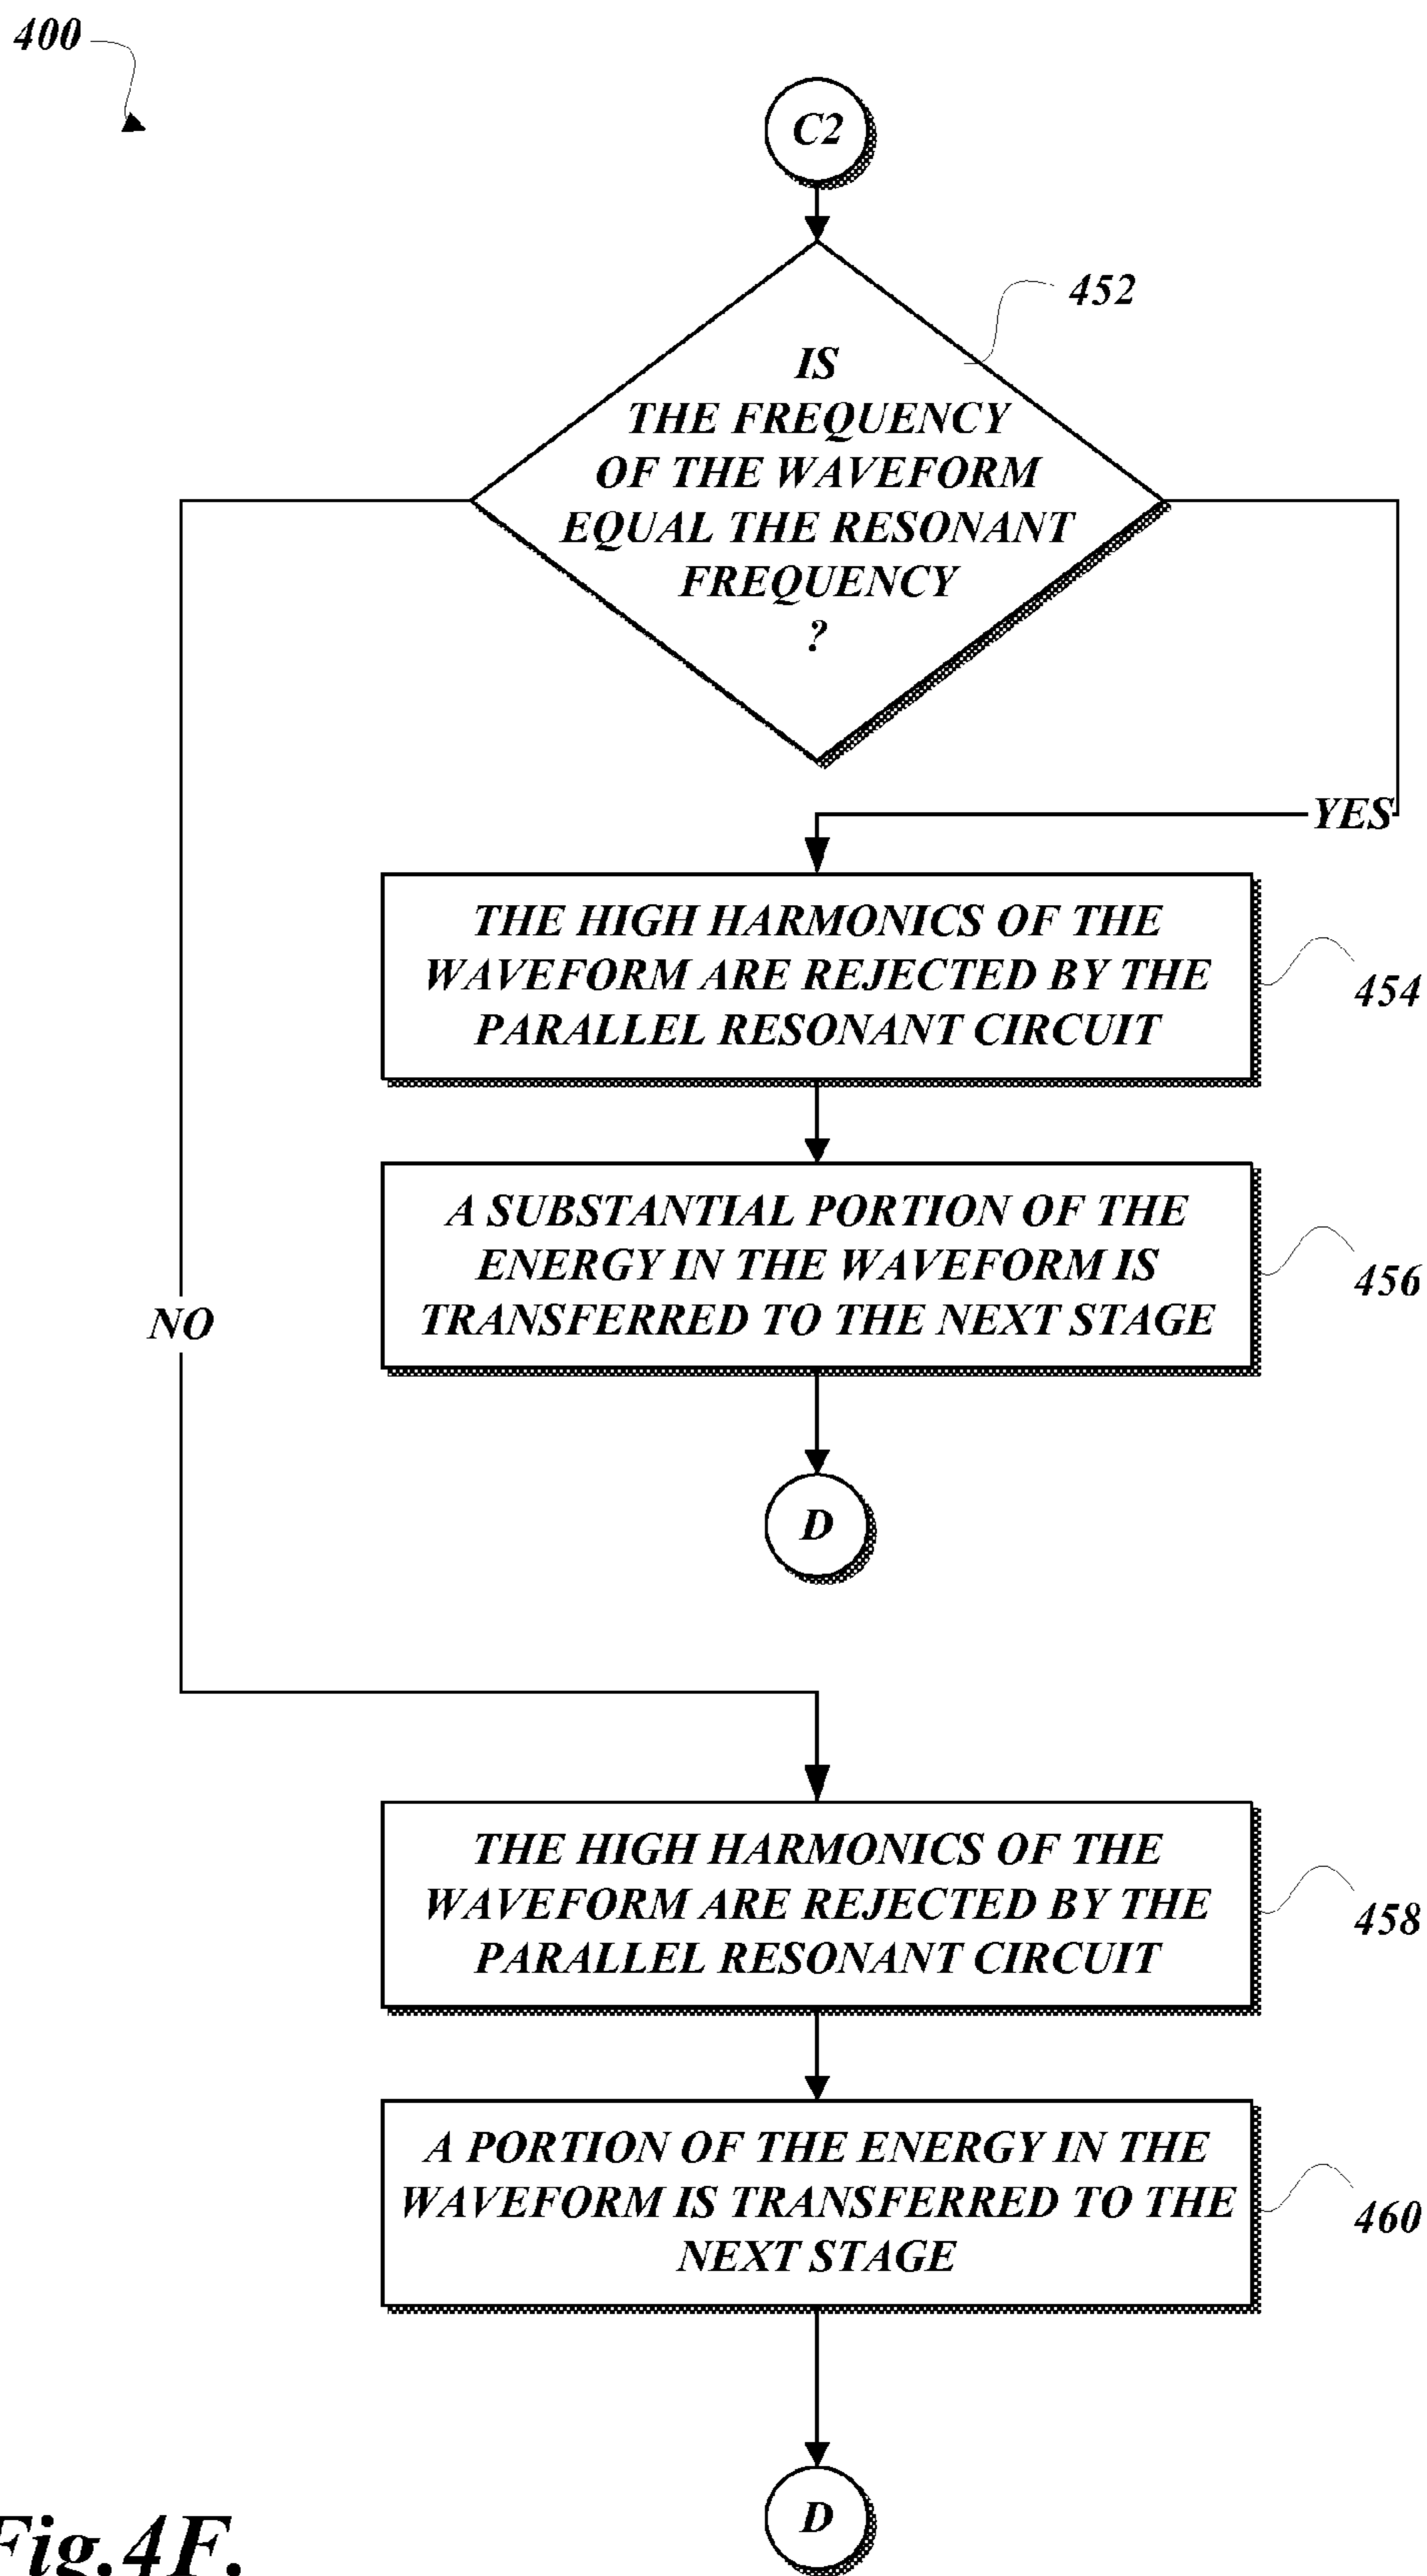 400
C2
452
IS
THE FREQUENCY
OF THE WAVEFORM
EQUAL THE RESONANT
FREQUENCY
?
YES
THE HIGH HARMONICS OF THE
WAVEFORM ARE REJECTED BY THE
PARALLEL RESONANT CIRCUIT
454
A SUBSTANTIAL PORTION OF THE
ENERGY IN THE WAVEFORM IS
TRANSFERRED TO THE NEXT STAGE
456
NO
D
THE HIGH HARMONICS OF THE
WAVEFORM ARE REJECTED BY THE
PARALLEL RESONANT CIRCUIT
458
A PORTION OF THE ENERGY IN THE
WAVEFORM IS TRANSFERRED TO THE
NEXT STAGE
460
D
Fig.4F.